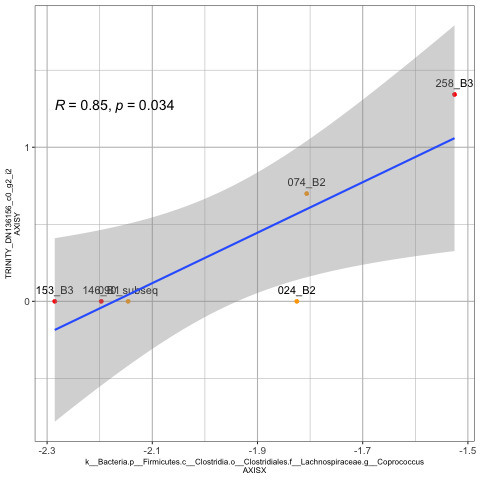 258_B3
R = 0.85, p = 0.034
1
074_B2
153_B3
024_B2
0
TRINITY_DN136156_c0_g2_i2
AXISY
-2.3 -2.1 -1.9 -1.7 -1.5
k__Bacteria.p__Firmicutes.c__Clostridia.o__Clostridiales.f__Lachnospiraceae.g__Coprococcus
AXISX